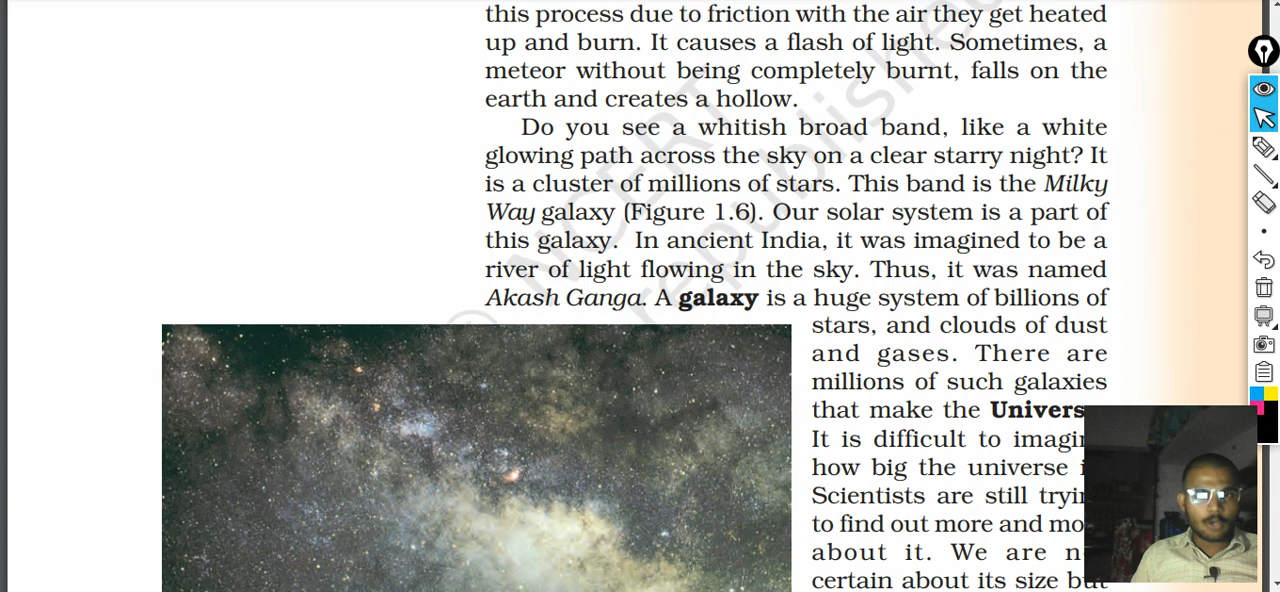 this process due to friction with the air they get heated
up and burn. It causes a flash of light. Sometimes, a
meteor without being completely burnt, falls on the
earth and creates a hollow.
Do you see a whitish broad band, like a white
glowing path across the sky on a clear starry night? It
is a cluster of millions of stars. This band is the Milky
Way galaxy (Figure 1.6). Our solar system is a part of
this galaxy. In ancient India, it was imagined to be a
river of light flowing in the sky. Thus, it was named
Akash Ganga. A galaxy is a huge system of billions of
stars, and clouds of dust
and gases. There are
millions of such galaxies
that make the Univers
It is difficult to imagin
how big the universe i
Scientists are still tryin
to find out more and mo
about it. We are n
certain about its size but
© NCERT
republished